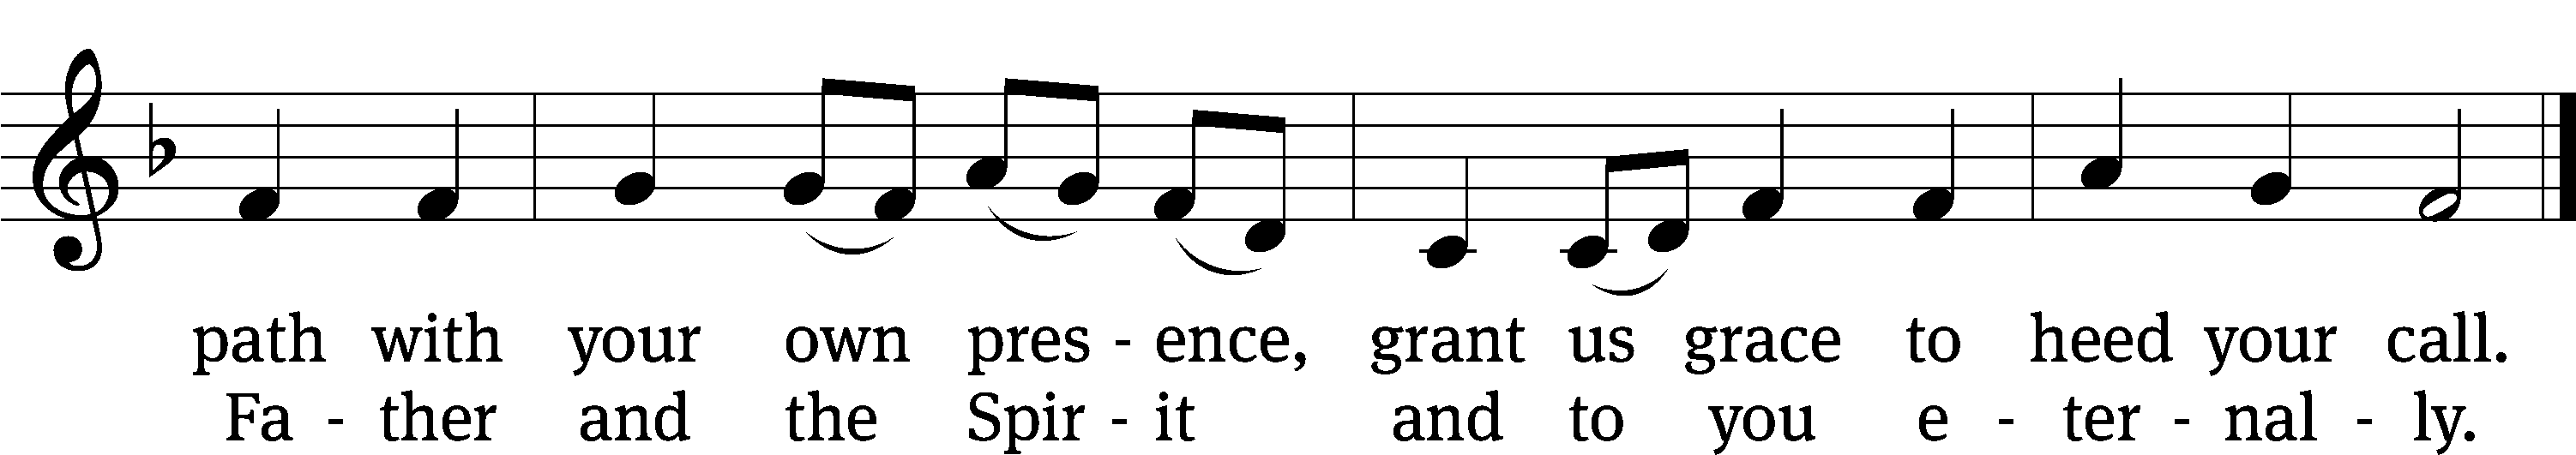 path with your own pres - ence, grant us grace to heed your call.
Fa - ther and the Spir - it and to you e - ter - nal - ly.